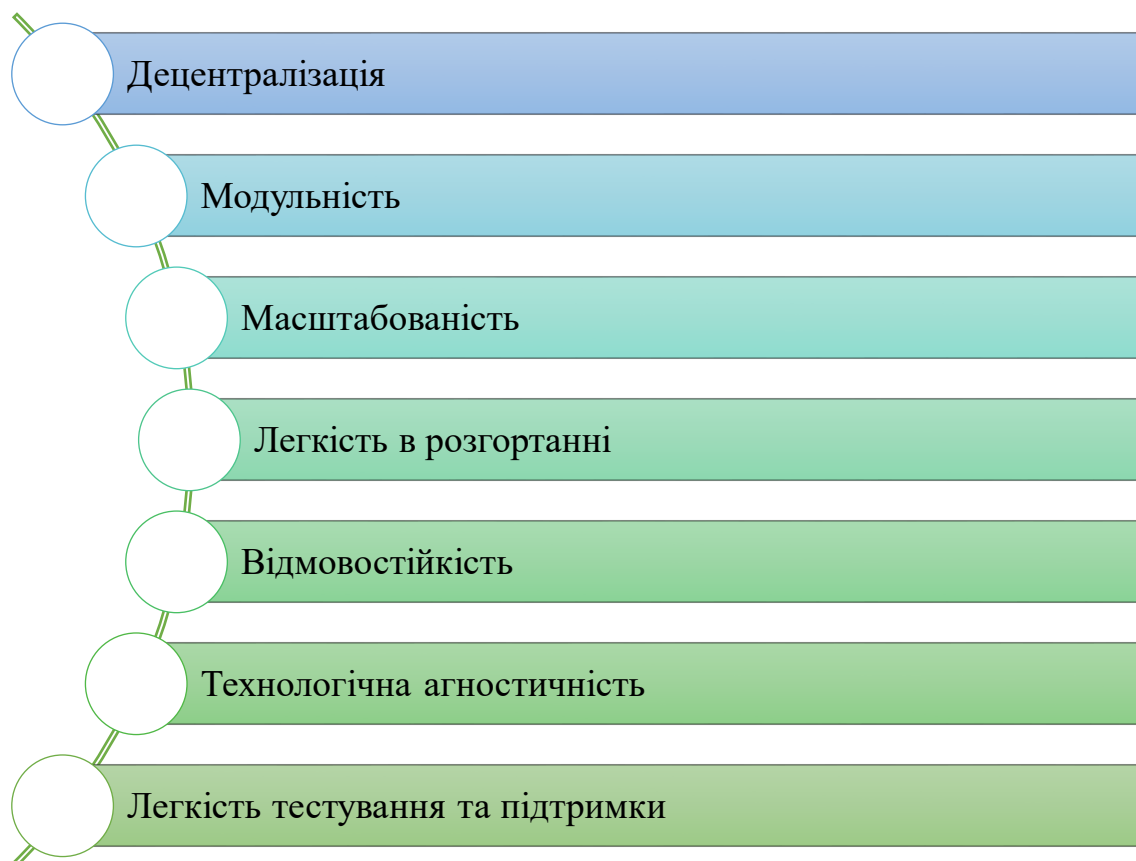 Децентралізація
Модульність
Масштабованість
Легкість в розгортанні
Відмовостійкість
Технологічна агностичність
Легкість тестування та підтримки